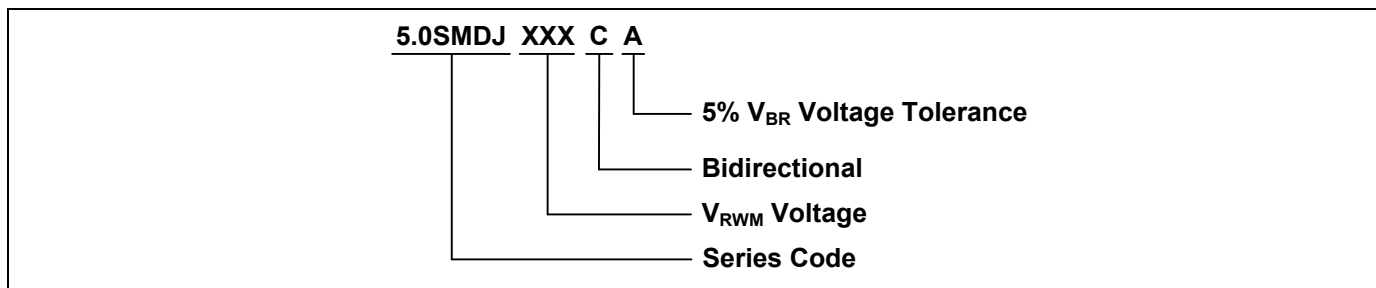 5.0SMDJ XXX C A
5% VBR Voltage Tolerance
Bidirectional
VRWM Voltage
Series Code